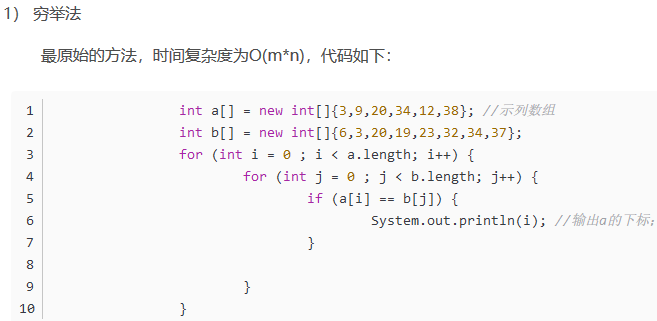 1） 穷举法
最原始的方法，时间复杂度为O(m*n)，代码如下：
1 int a[] = new int[]{3,9,20,34,12,38}; //示列数组
2 int b[] = new int[]{6,3,20,19,23,32,34,37};
3 for (int i = 0 ; i < a.length; i++) {
4 for (int j = 0 ; j < b.length; j++) {
5 if (a[i] == b[j]) {
6 System.out.println(i); //输出a的下标；
7 }
8
9 }
10 }